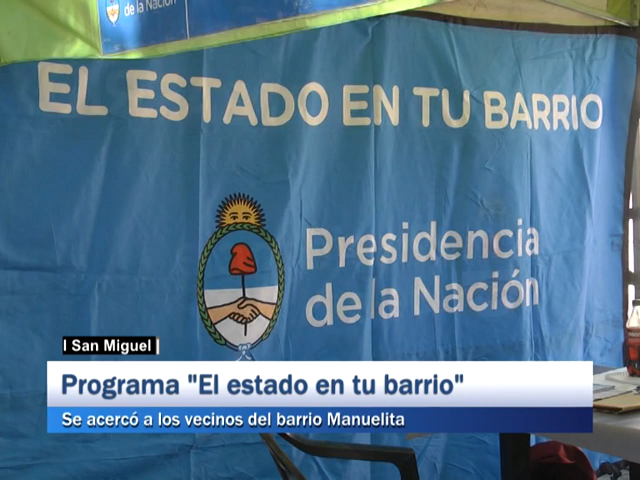 de la Nación
EL ESTADO EN TU BARRIO
Presidencia
de la Nación
San Miguel
Programa "El estado en tu barrio"
Se acercó a los vecinos del barrio Manuelita